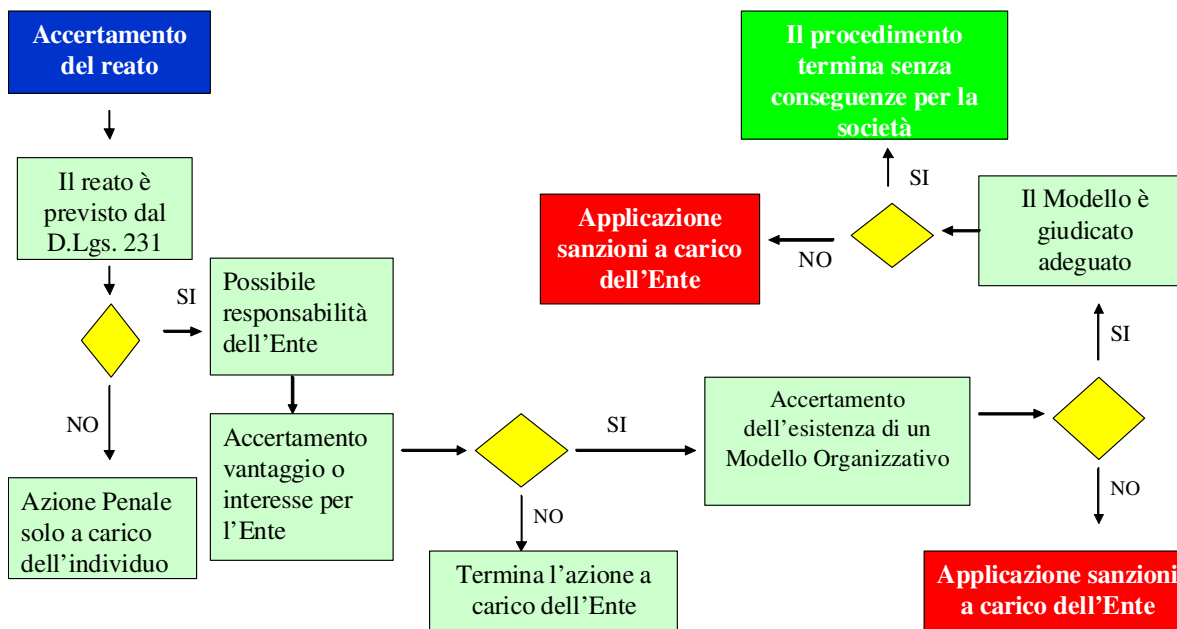 Accertamento
del reato
Il reato è
previsto dal
D.Lgs. 231
SI
NO
Azione Penale
solo a carico
dell'individuo
Possibile
responsabilità
dell'Ente
Accertamento
vantaggio o
interesse per
l'Ente
SI
NO
Termina l'azione a
carico dell'Ente
Accertamento
dell'esistenza di un
Modello Organizzativo
SI
NO
Applicazione sanzioni
a carico dell'Ente
Il Modello è
giudicato
adeguato
SI
NO
Applicazione
sanzioni a carico
dell'Ente
Il procedimento
termina senza
conseguenze per la
società